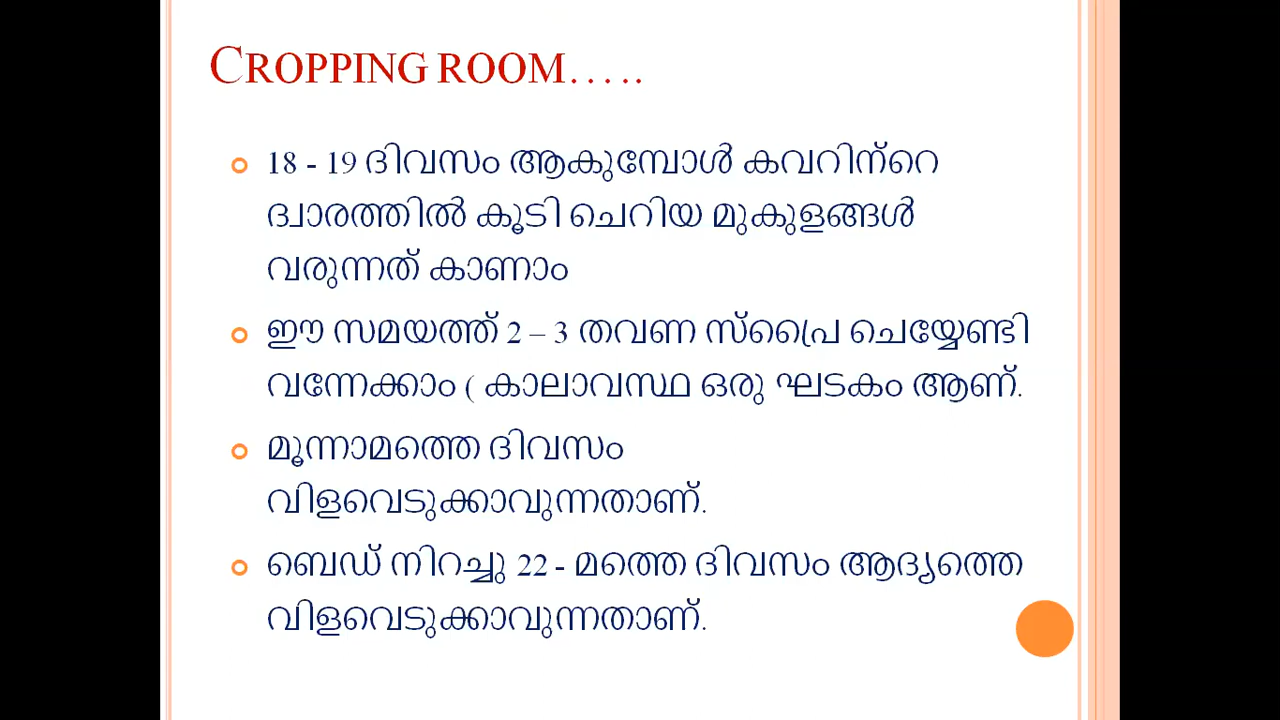 CROPPING ROOM.....
18 - 19 ദിവസം ആകുമ്പോൾ കവറിന്റെ
ദ്വാരത്തിൽ കൂടി ചെറിയ മുകുളങ്ങൾ
വരുന്നത് കാണാം
ഈ സമയത്ത് 2 – 3 തവണ സ്പ്രൈ ചെയ്യേണ്ടി
വന്നേക്കാം ( കാലാവസ്ഥ ഒരു ഘടകം ആണ്.
മൂന്നാമത്തെ ദിവസം
വിളവെടുക്കാവുന്നതാണ്.
ബെഡ് നിറച്ചു 22 - മത്തെ ദിവസം ആദ്യത്തെ
വിളവെടുക്കാവുന്നതാണ്.